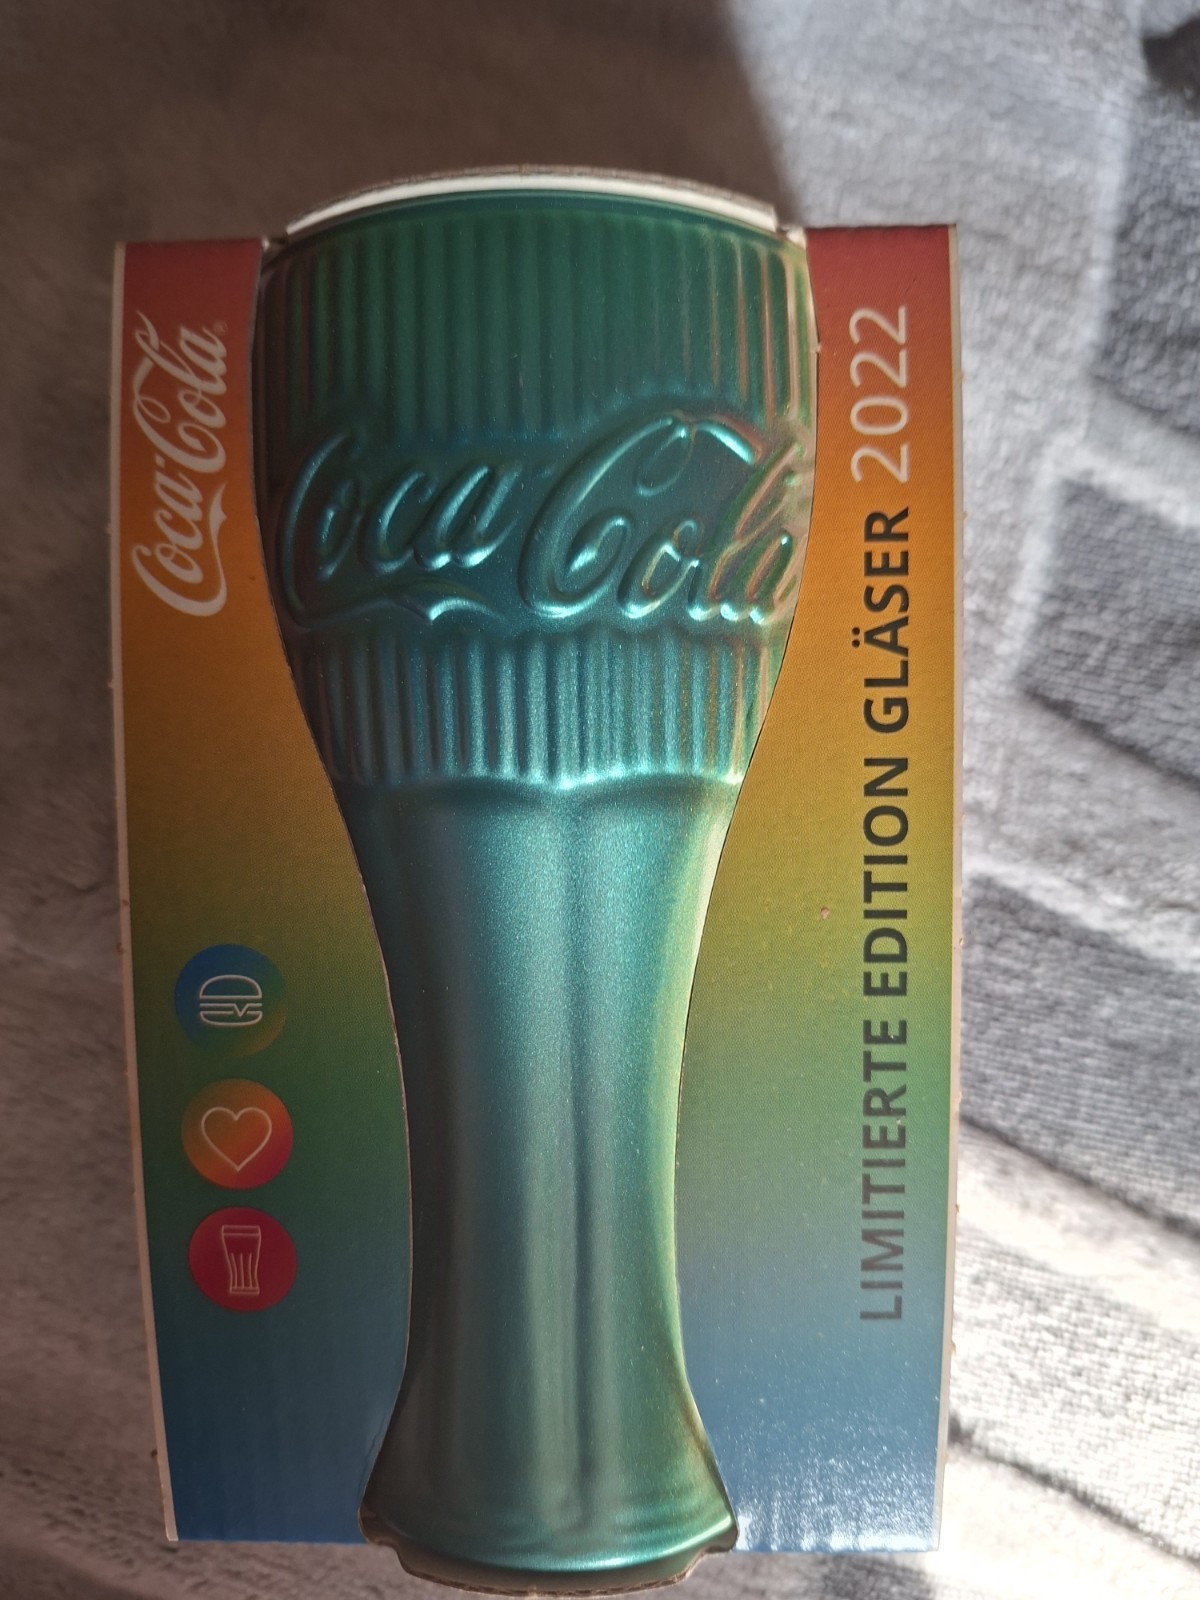 Coca-Cola®
Coca-Cola
LIMITIERTE EDITION GLÄSER 2022